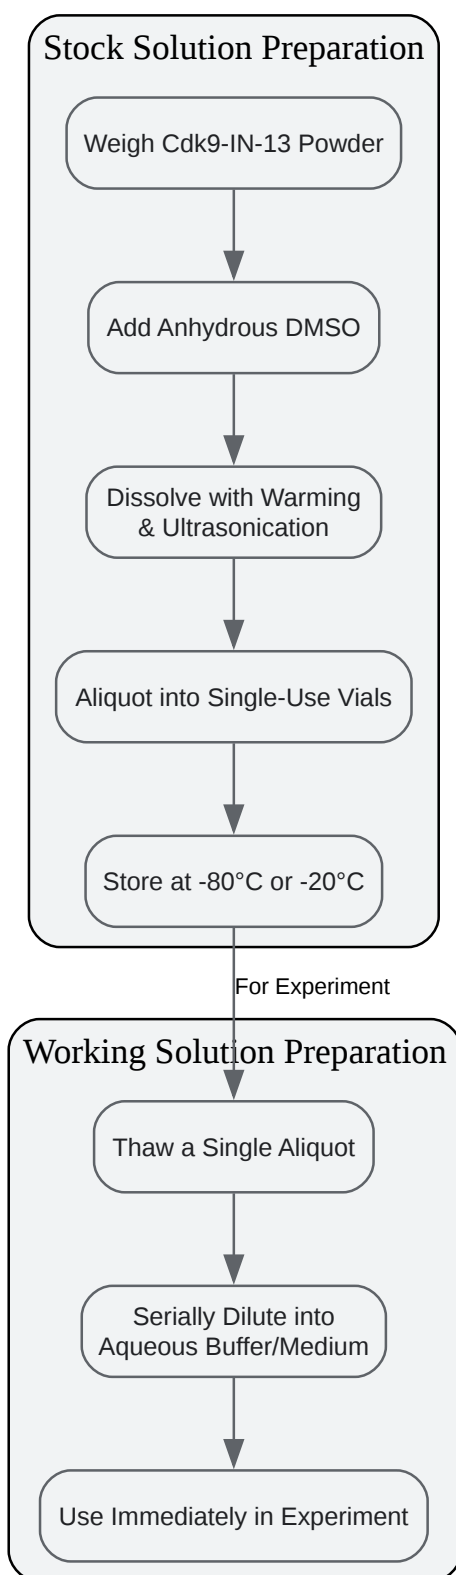 Stock Solution Preparation
Weigh Cdk9-IN-13 Powder
Add Anhydrous DMSO
Dissolve with Warming
& Ultrasonication
Aliquot into Single-Use Vials
Store at -80°C or -20°C
For Experiment
Working Solution Preparation
Thaw a Single Aliquot
Serially Dilute into
Aqueous Buffer/Medium
Use Immediately in Experiment